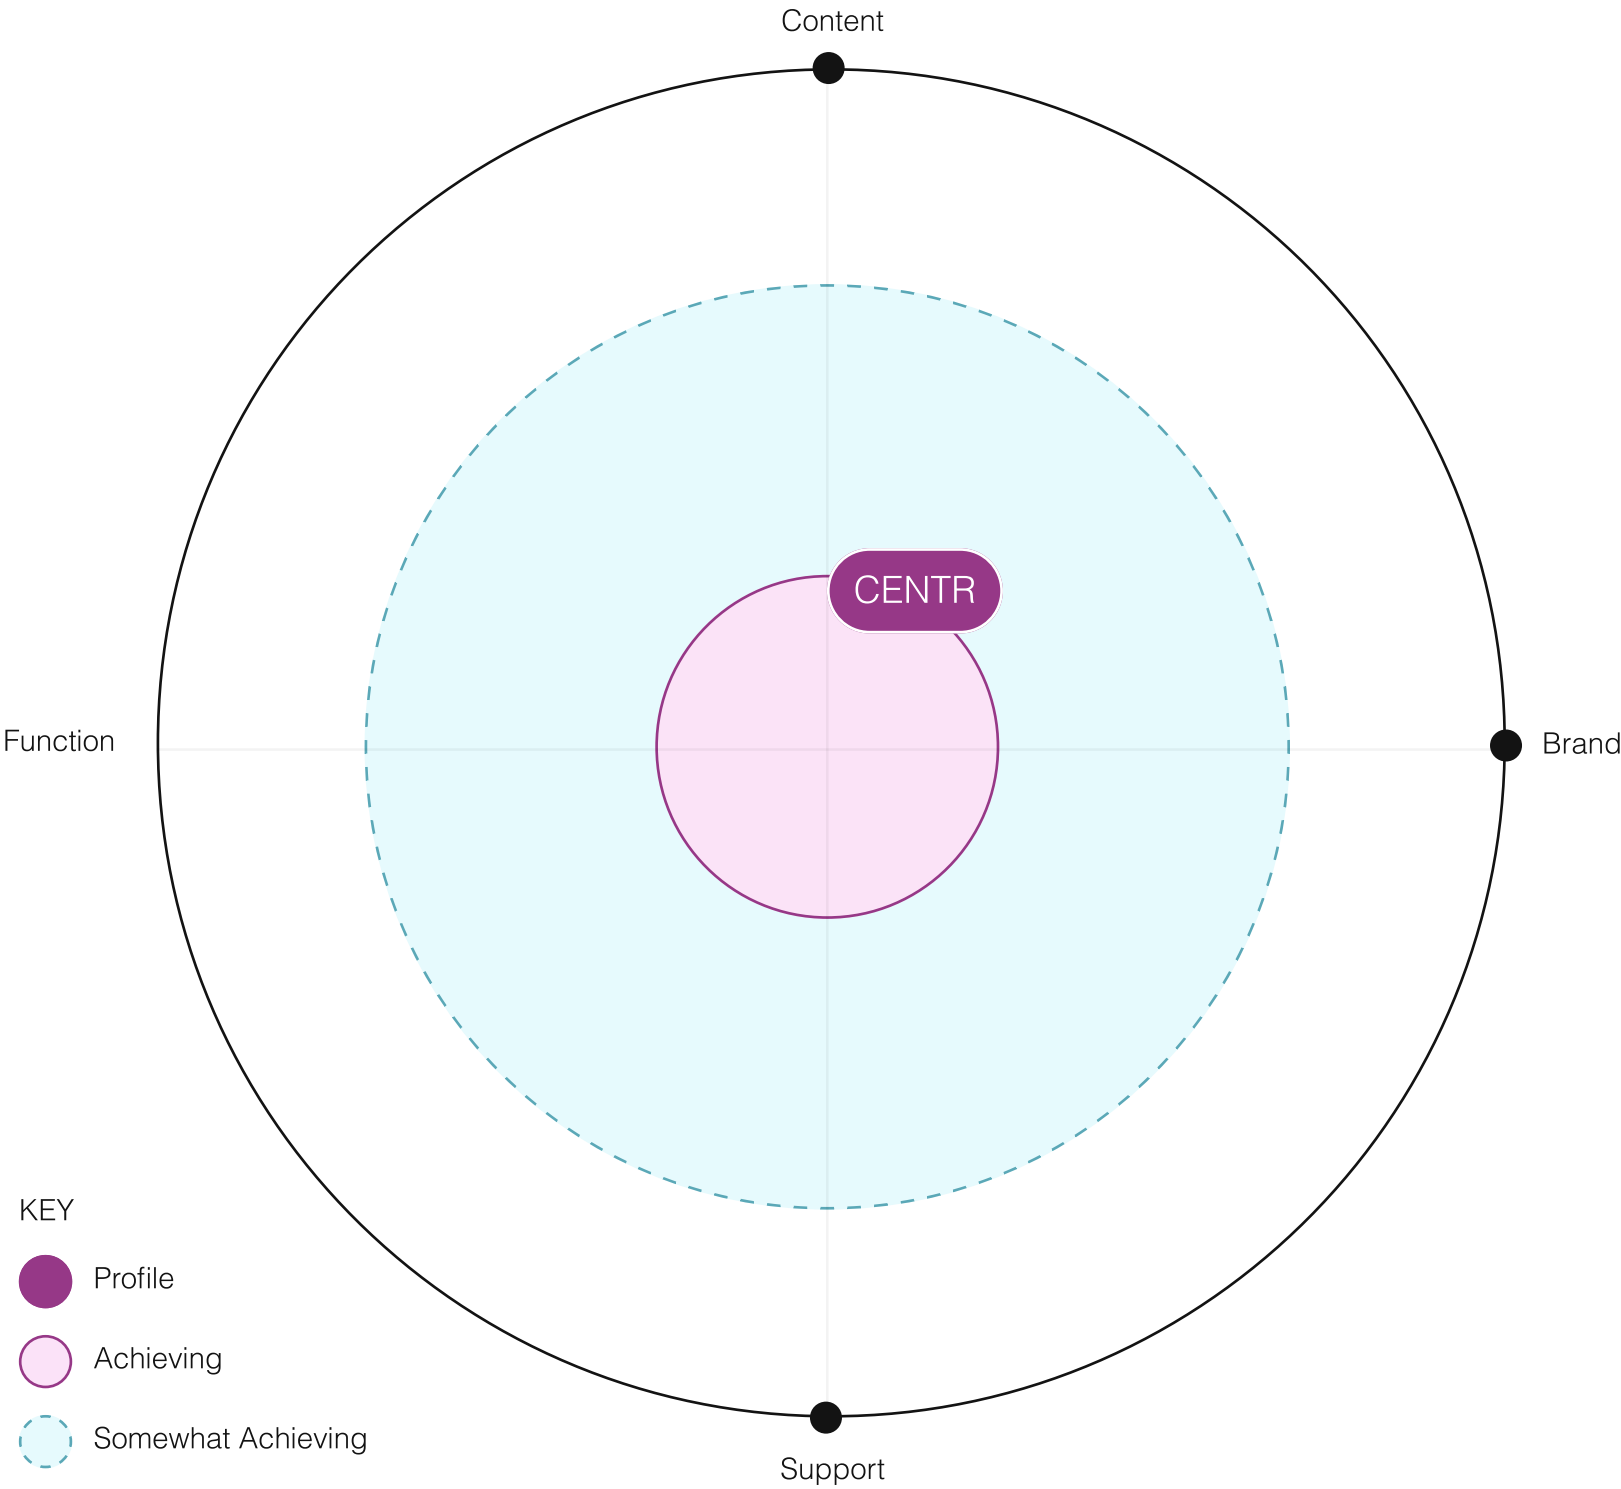 Content
CENTR
Function
Brand
KEY
Profile
Achieving
Somewhat Achieving
Support